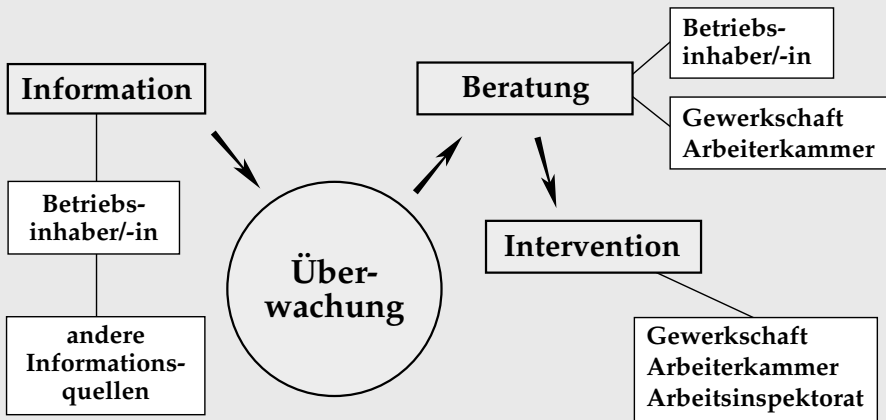 Information
Betriebs-
inhaber/-in
andere
Informations-
quellen
Über-
wachung
Beratung
Betriebs-
inhaber/-in
Gewerkschaft
Arbeiterkammer
Intervention
Gewerkschaft
Arbeiterkammer
Arbeitsinspektorat